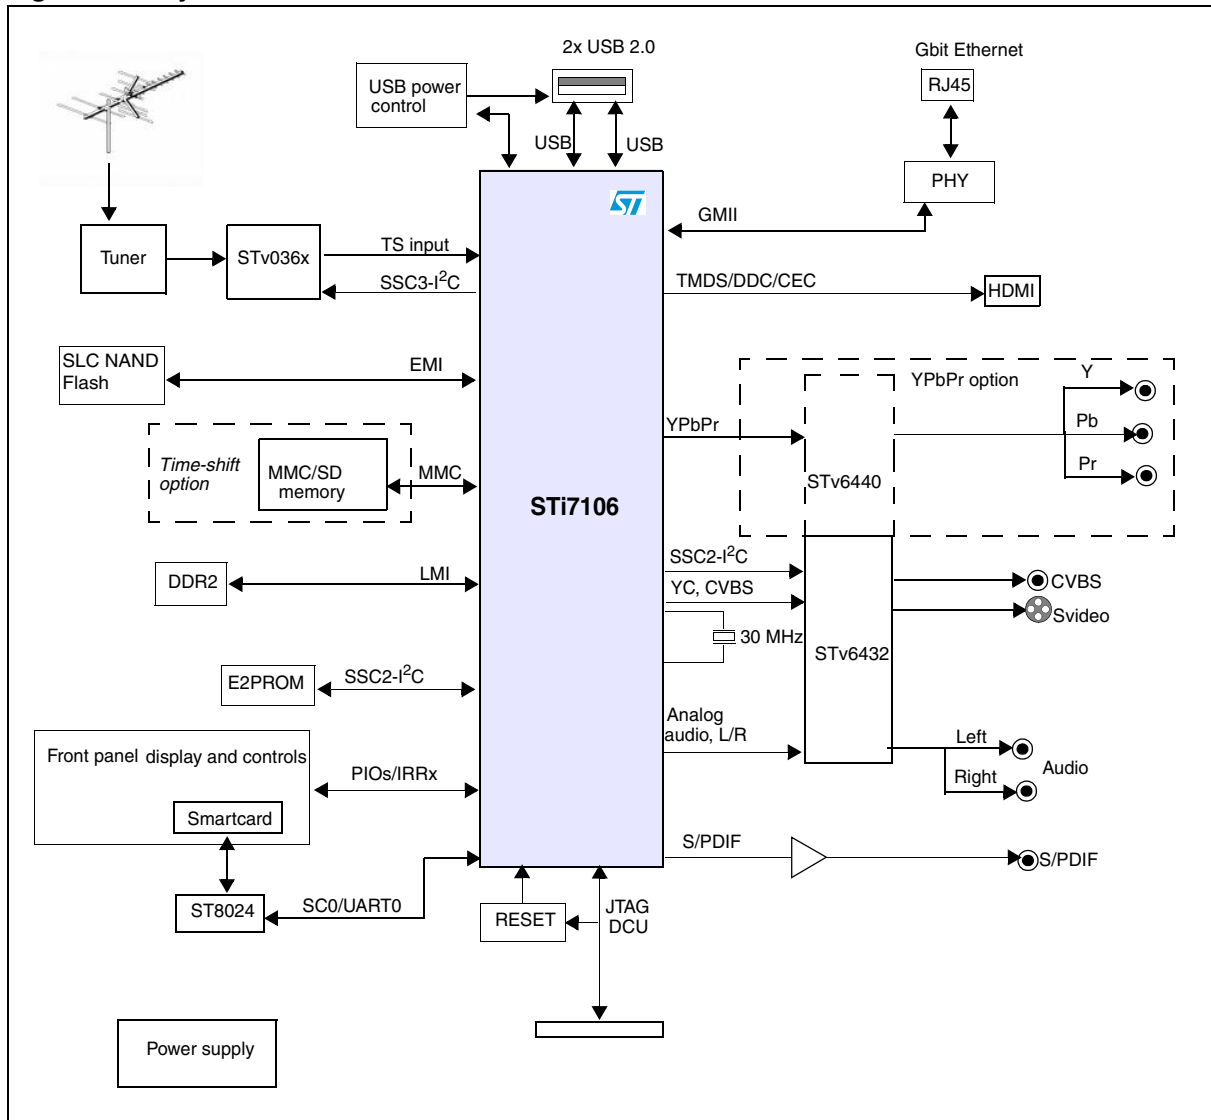 2x USB 2.0
Gbit Ethernet
USB power
control
RJ45
USB
USB
PHY
ST
GMII
Tuner
STv036x
TS input
SSC3-I²C
TMDS/DDC/CEC
HDMI
SLC NAND
Flash
EMI
YPbPr option
Y
YPbPr
Pb
Pr
Time-shift
option
MMC/SD
memory
MMC
STv6440
STi7106
DDR2
LMI
SSC2-I²C
YC, CVBS
CVBS
Svideo
30 MHz
STv6432
E2PROM
SSC2-I²C
Analog
audio, L/R
Left
Right
Audio
Front panel display and controls
PIOs/IRRx
Smartcard
S/PDIF
S/PDIF
ST8024
SC0/UART0
RESET
JTAG
DCU
Power supply